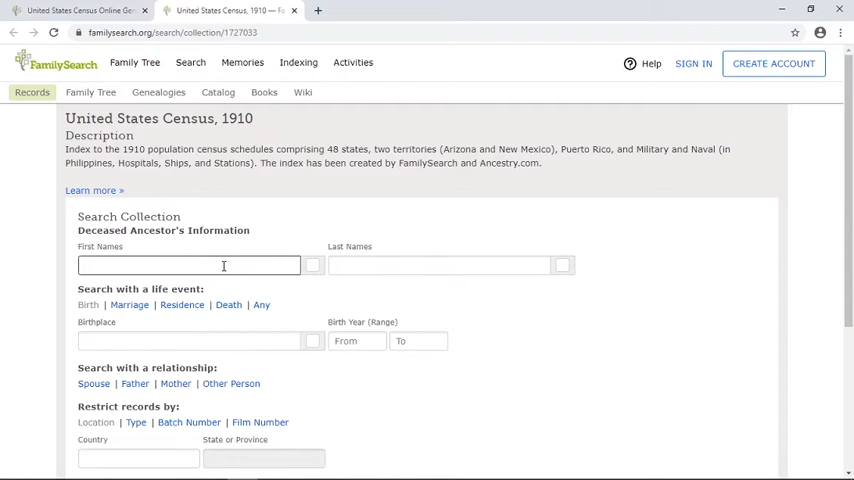 United States Census Online Gen
United States Census, 1910 — Fa
familysearch.org/search/collection/1727033
FamilySearch
Family Tree
Search
Memories
Indexing
Activities
Help
SIGN IN
CREATE ACCOUNT
Records
Family Tree
Genealogies
Catalog
Books
Wiki
United States Census, 1910
Description
Index to the 1910 population census schedules comprising 48 states, two territories (Arizona and New Mexico), Puerto Rico, and Military and Naval (in
Philippines, Hospitals, Ships, and Stations). The index has been created by FamilySearch and Ancestry.com.
Learn more »
Search Collection
Deceased Ancestor's Information
First Names
Last Names
Search with a life event:
Birth | Marriage | Residence | Death | Any
Birthplace
Birth Year (Range)
From
To
Search with a relationship:
Spouse | Father | Mother | Other Person
Restrict records by:
Location | Type | Batch Number | Film Number
Country
State or Province